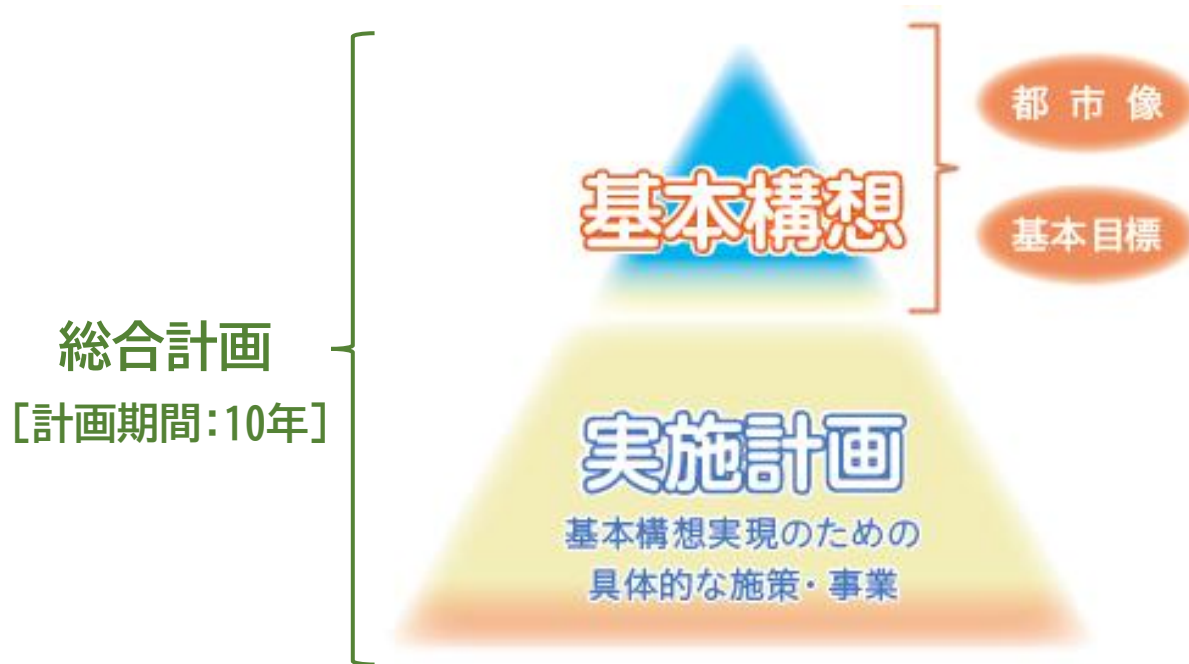 総合計画
[計画期間:10年]
基本構想
都市像
基本目標
実施計画
基本構想実現のための
具体的な施策・事業